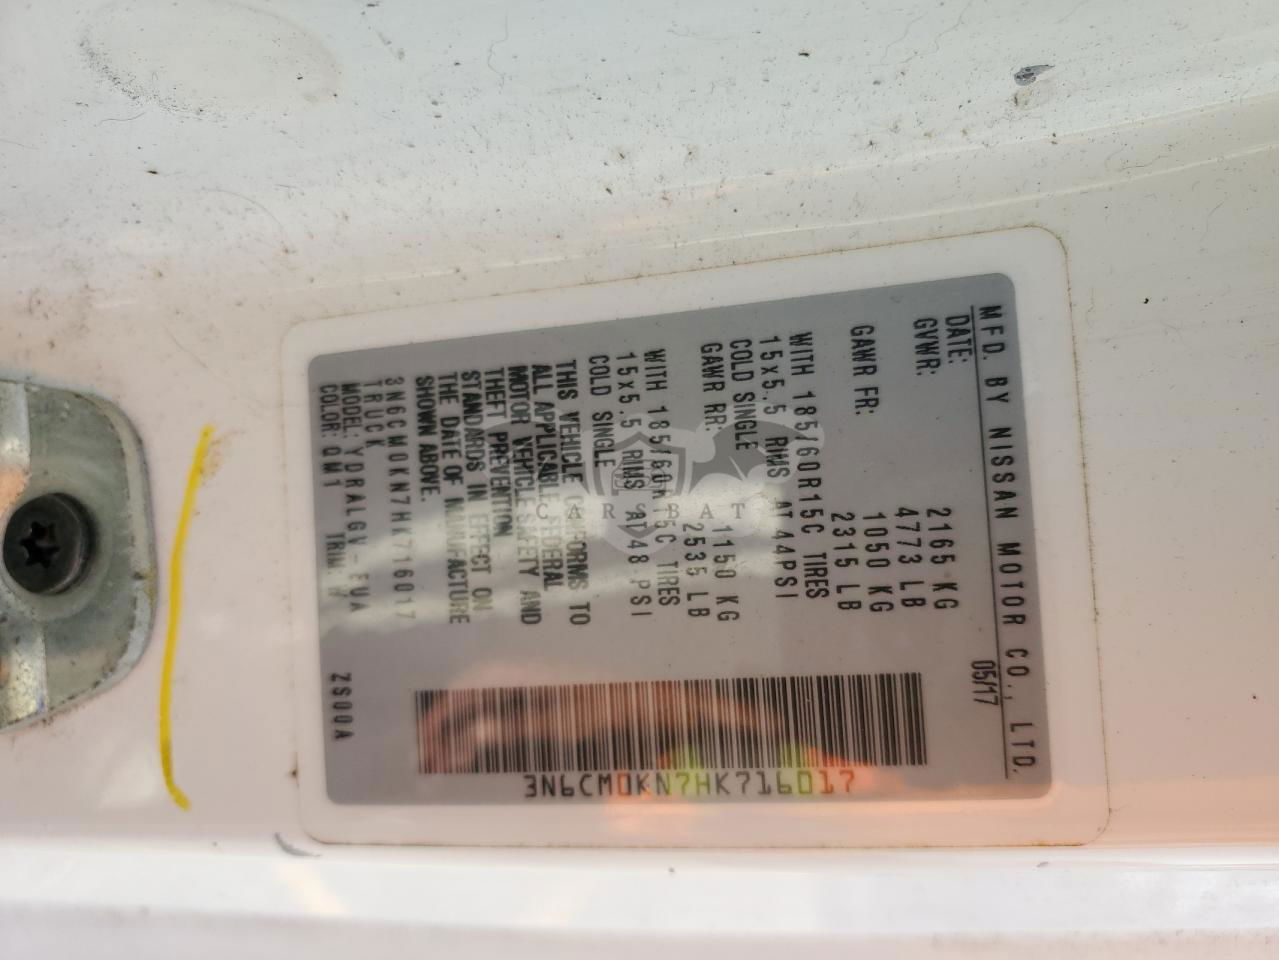 MFD. BY NISSAN MOTOR CO., LTD.
DATE: 05/17
GVWR: 2165 KG
4773 LB
GAWR FR: 1050 KG
2315 LB
WITH 185/60R15C TIRES
15x5.5 RIMS AT 44PSI
COLD SINGLE
GAWR RR: 1150 KG
2535 LB
WITH 185/60R15C TIRES
15x5.5 RIMS AT 48 PSI
COLD SINGLE
THIS VEHICLE CONFORMS TO
ALL APPLICABLE FEDERAL
MOTOR VEHICLE SAFETY AND
THEFT PREVENTION
STANDARDS IN EFFECT ON
THE DATE OF MANUFACTURE
SHOWN ABOVE.
3N6CM0KN7HK716017
TRUCK
MODEL: YDRALGV-FUA
COLOR: QM1 TRIM: ZS00A
3N6CM0KN7HK716017
CARSBAT